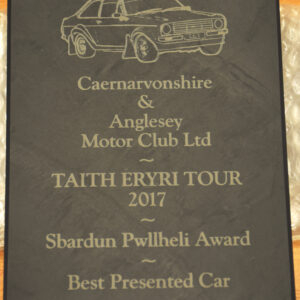 Caernarvonshire
&
Anglesey
Motor Club Ltd
~
TAITH ERYRI TOUR
2017
~
Sbardun Pwllheli Award
~
Best Presented Car